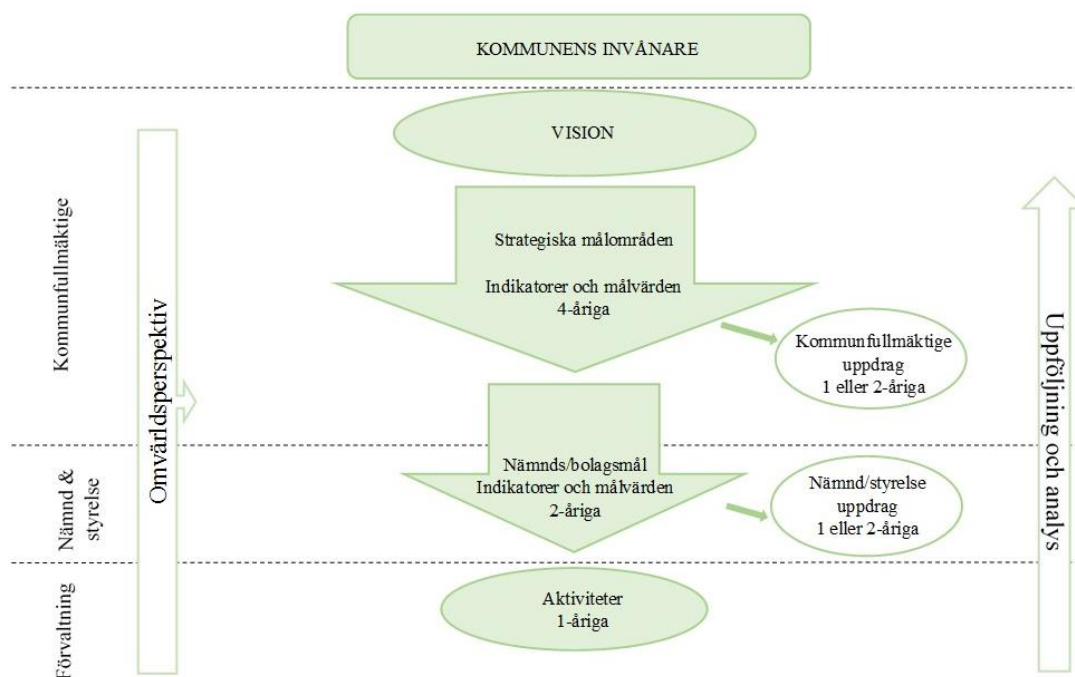 KOMMUNENS INVÅNARE
VISION
Kommunfullmäktige
Omvärldsperspektiv
Strategiska målområden
Indikatorer och målvärden
4-åriga
Kommunfullmäktige
uppdrag
1 eller 2-åriga
Uppföljning och analys
Nämnd &
styrelse
Nämnds/bolagsmål
Indikatorer och målvärden
2-åriga
Nämnd/styrelse
uppdrag
1 eller 2-åriga
Förvaltning
Aktiviteter
1-åriga